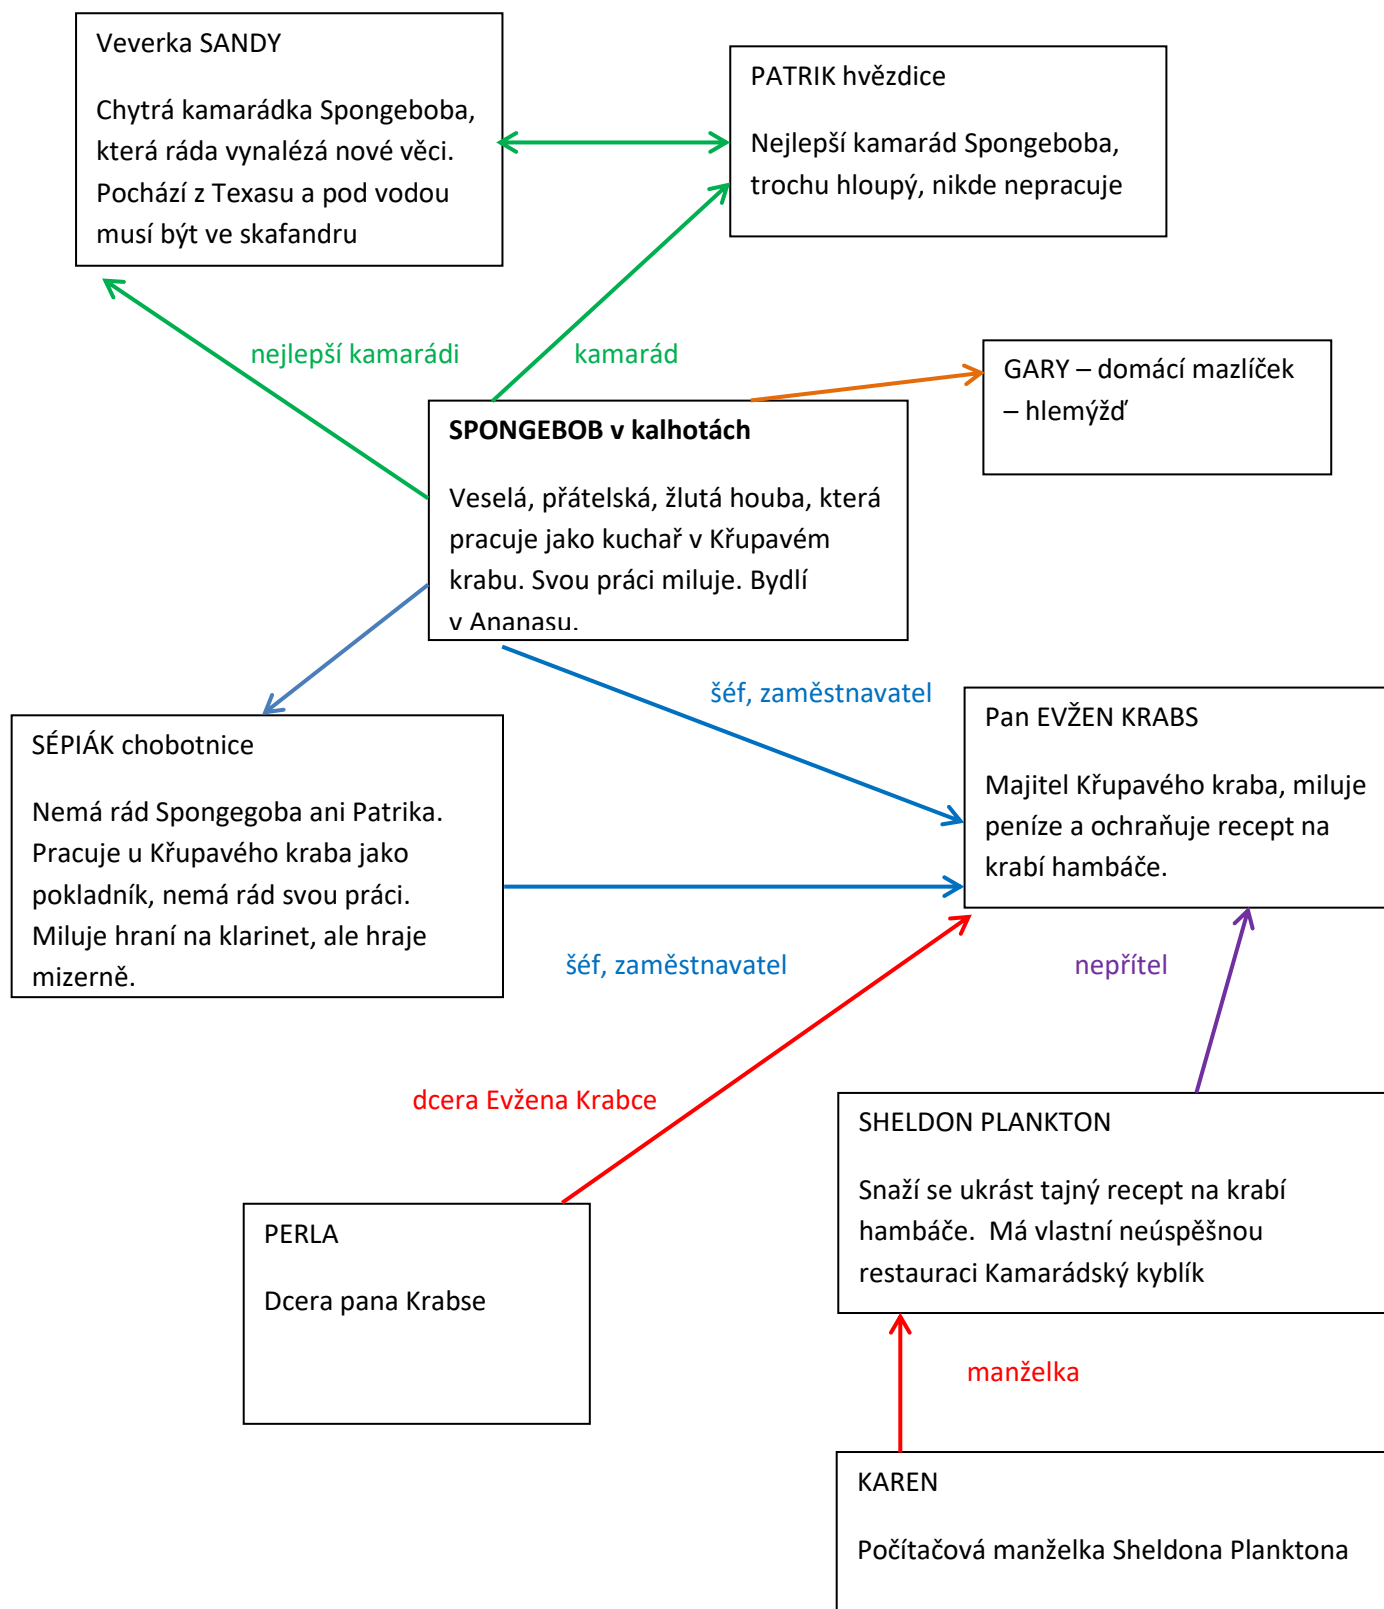 Veverka SANDY
Chytrá kamarádka Spongeboba,
která ráda vynalézá nové věci.
Pochází z Texasu a pod vodou
musí být ve skafandru
PATRIK hvězdice
Nejlepší kamarád Spongeboba,
trochu hloupý, nikde nepracuje
nejlepší kamarádi
kamarád
GARY – domácí mazlíček
– hlemýžď
SPONGEBOB v kalhotách
Veselá, přátelská, žlutá houba, která
pracuje jako kuchař v Křupavém
krabu. Svou práci miluje. Bydlí
v Ananasu.
šéf, zaměstnavatel
SÉPIÁK chobotnice
Nemá rád Spongegoba ani Patrika.
Pracuje u Křupavého kraba jako
pokladník, nemá rád svou práci.
Miluje hraní na klarinet, ale hraje
mizerně.
Pan EVŽEN KRABS
Majitel Křupavého kraba, miluje
peníze a ochraňuje recept na
krabí hambáče.
šéf, zaměstnavatel
nepřítel
dcera Evžena Krabce
SHELDON PLANKTON
Snaží se ukrást tajný recept na krabí
hambáče. Má vlastní neúspěšnou
restauraci Kamarádský kyblík
PERLA
Dcera pana Krabse
manželka
KAREN
Počítačová manželka Sheldona Planktona